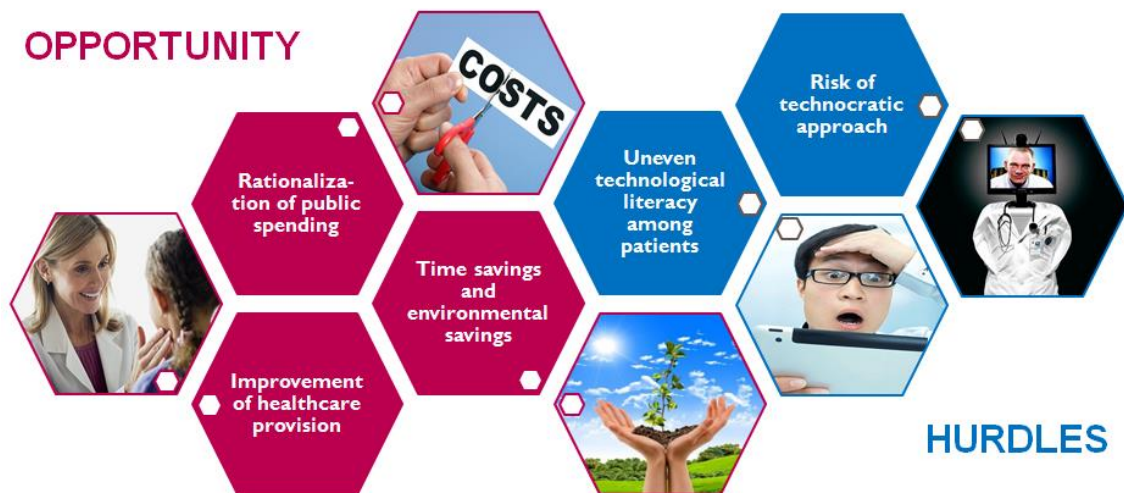 OPPORTUNITY
COSTS
Rationaliza-
tion of public
spending
Time savings
and
environmental
savings
Improvement
of healthcare
provision
Uneven
technological
literacy
among
patients
Risk of
technocratic
approach
HURDLES